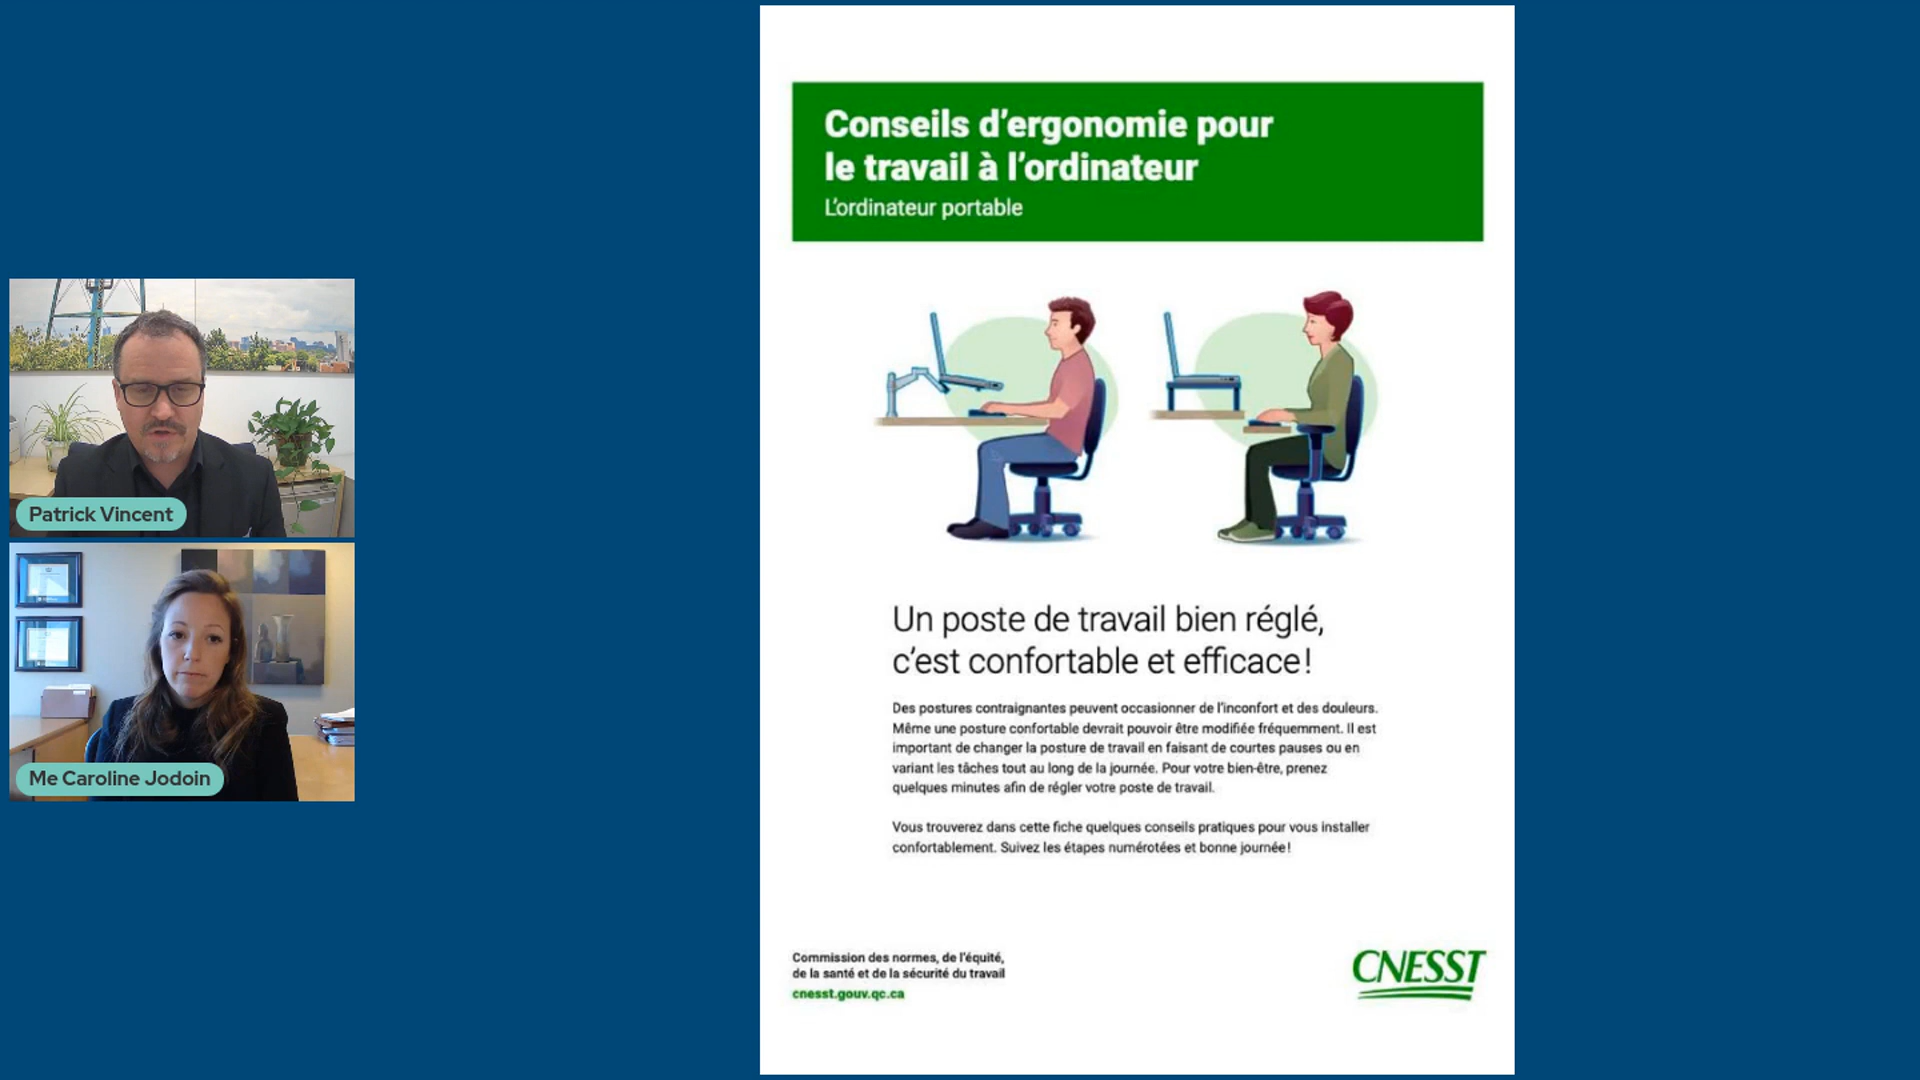 Conseils d’ergonomie pour
le travail à l’ordinateur
L’ordinateur portable
Patrick Vincent
Me Caroline Jodoin
Un poste de travail bien réglé,
c’est confortable et efficace !
Des postures contraignantes peuvent occasionner de l’inconfort et des douleurs.
Même une posture confortable devrait pouvoir être modifiée fréquemment. Il est
important de changer la posture de travail en faisant de courtes pauses ou en
variant les tâches tout au long de la journée. Pour votre bien-être, prenez
quelques minutes afin de régler votre poste de travail.
Vous trouverez dans cette fiche quelques conseils pratiques pour vous installer
confortablement. Suivez les étapes numérotées et bonne journée !
Commission des normes, de l’équité,
de la santé et de la sécurité du travail
cnesst.gouv.qc.ca
CNESST